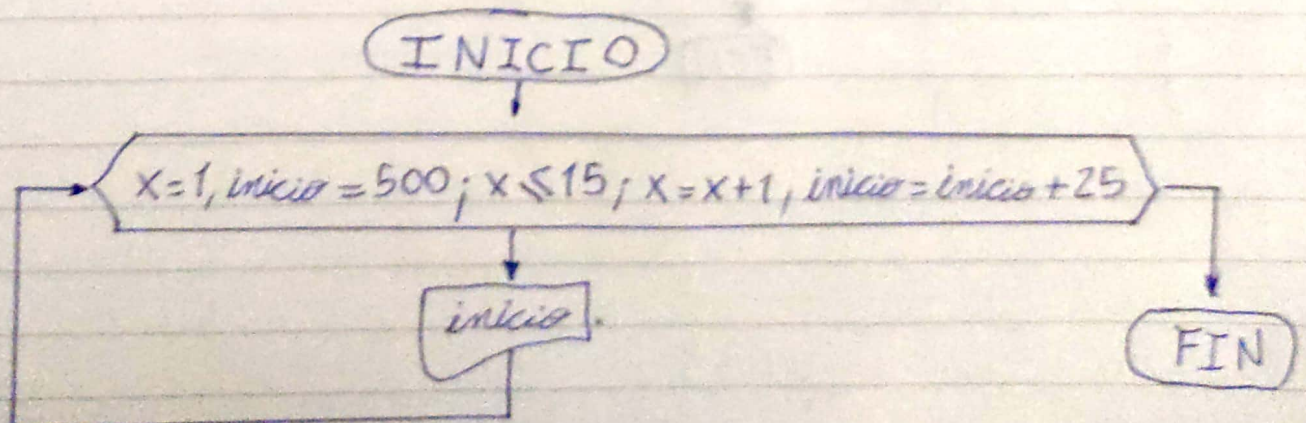 INICIO
x=1, inicio=500; x≤15; x=x+1, inicio=inicio+25
inicio.
FIN